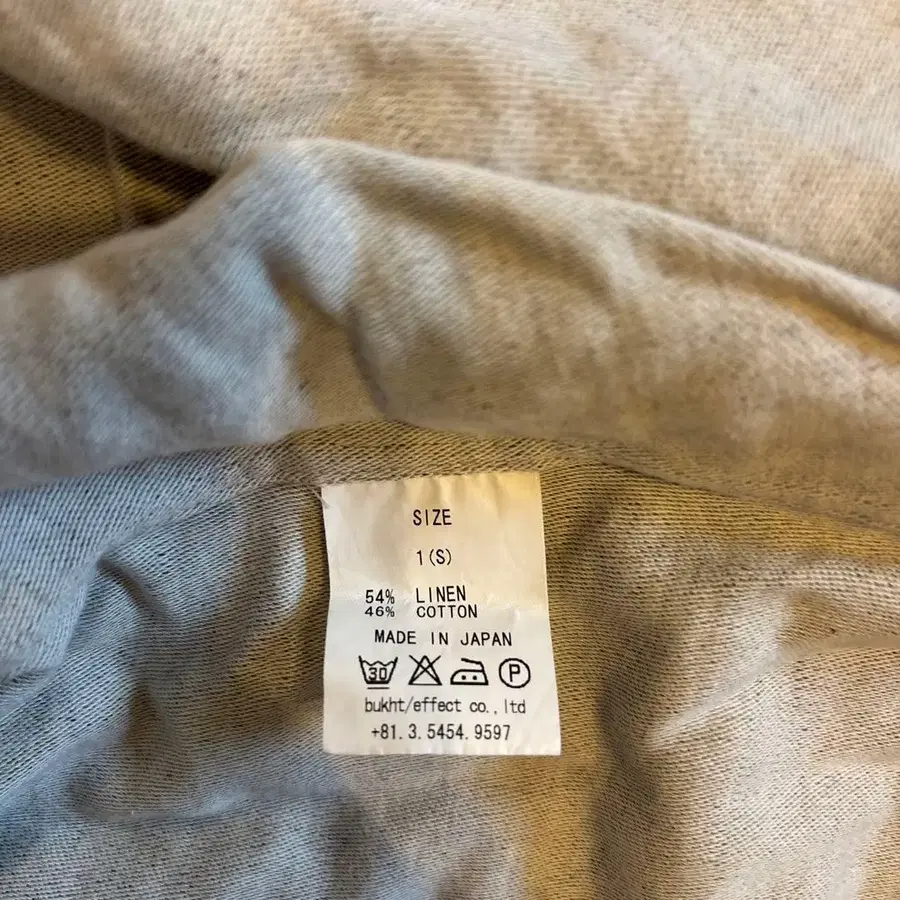 SIZE
1(S)
54% LINEN
46% COTTON
MADE IN JAPAN
30 P
bukht/effect co.,ltd
+81.3.5454.9597